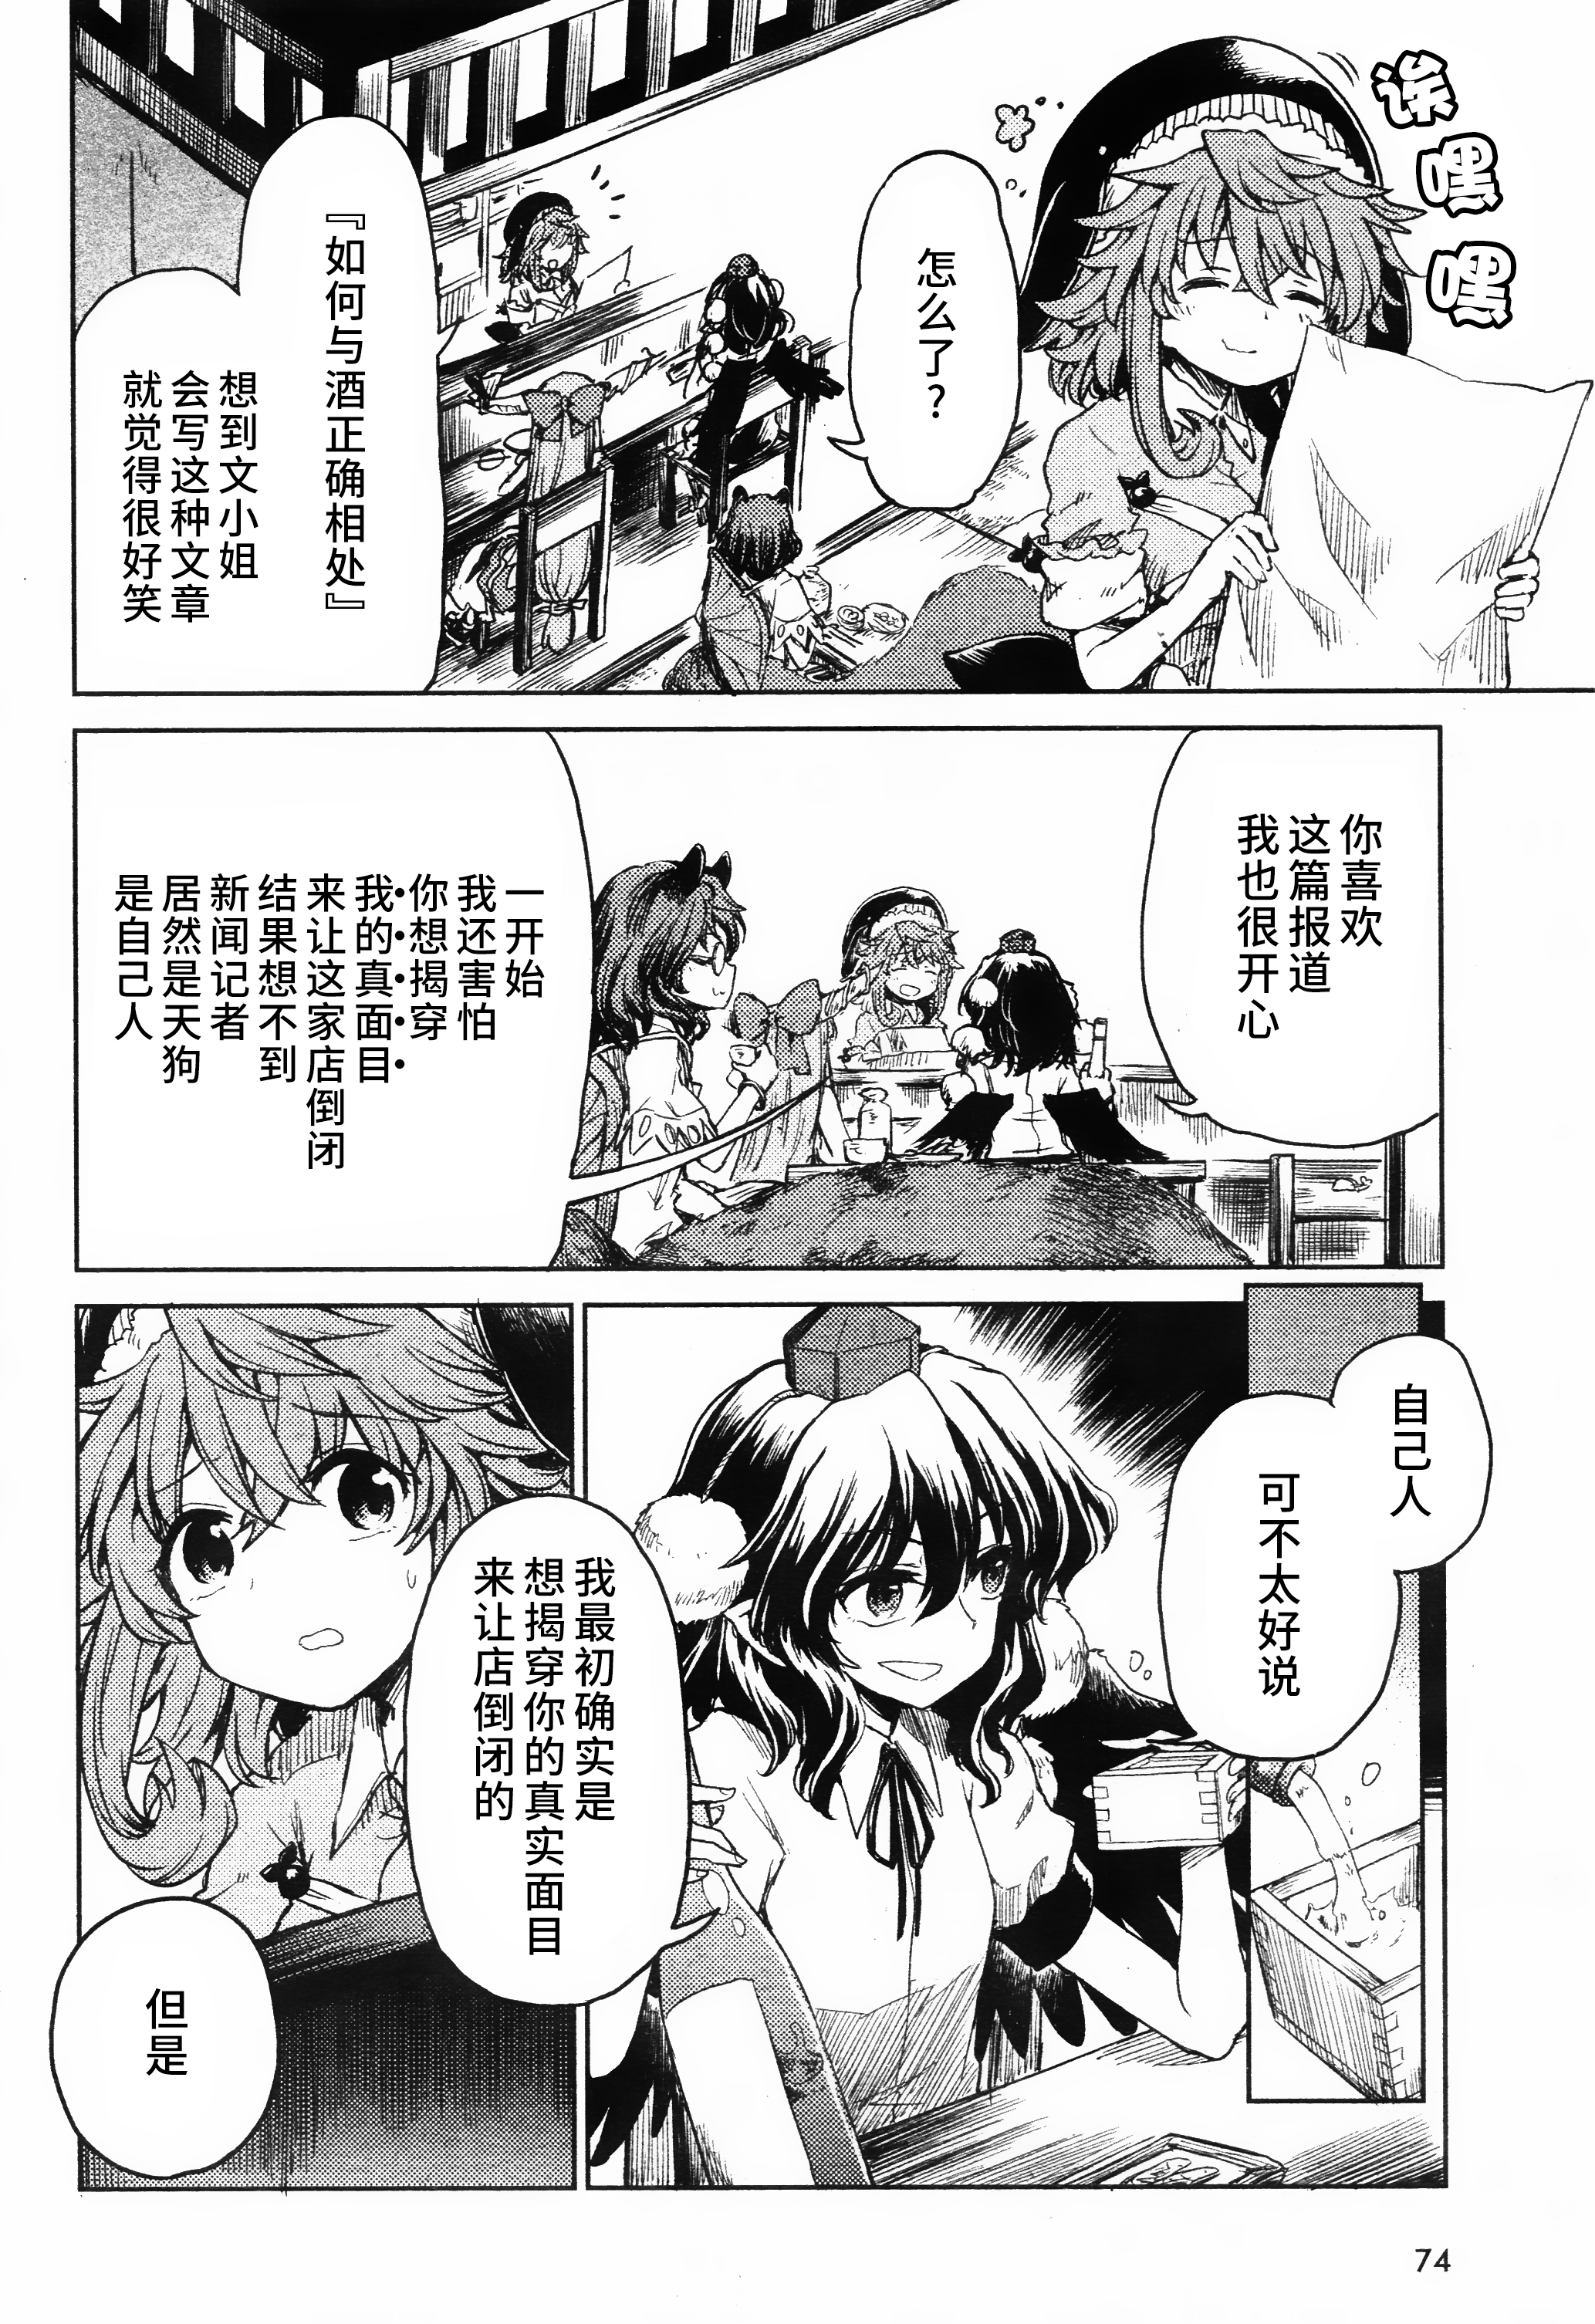 诶嘿嘿
怎么了？
『如何与酒正确相处』
想到文小姐
会写这种文章
就觉得很好笑
你喜欢
这篇报道
我也很开心
一开始
我还害怕
你想揭穿
我的真面目
来让这家店倒闭
结果想不到
新闻记者
居然是天狗
是自己人
自己人
可不太好说
我最初确实是
想揭穿你的真实面目
来让店倒闭的
但是
74